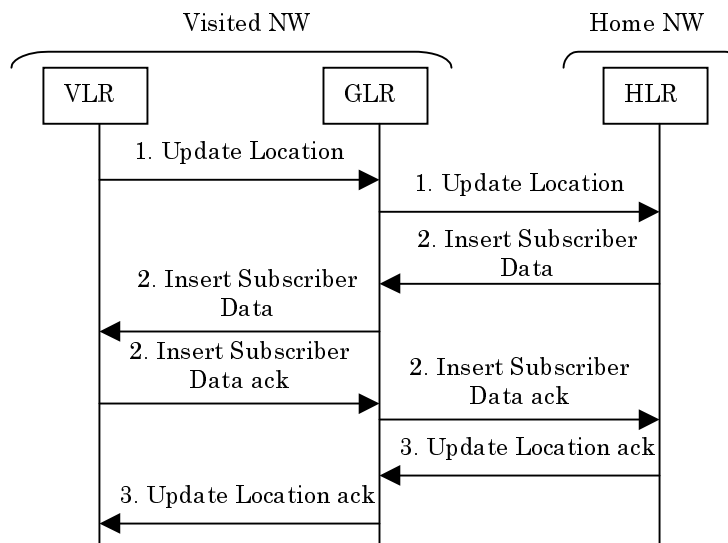 Visited NW
Home NW
VLR
GLR
HLR
1. Update Location
1. Update Location
2. Insert Subscriber
Data
2. Insert Subscriber
Data
2. Insert Subscriber
Data ack
2. Insert Subscriber
Data ack
3. Update Location ack
3. Update Location ack